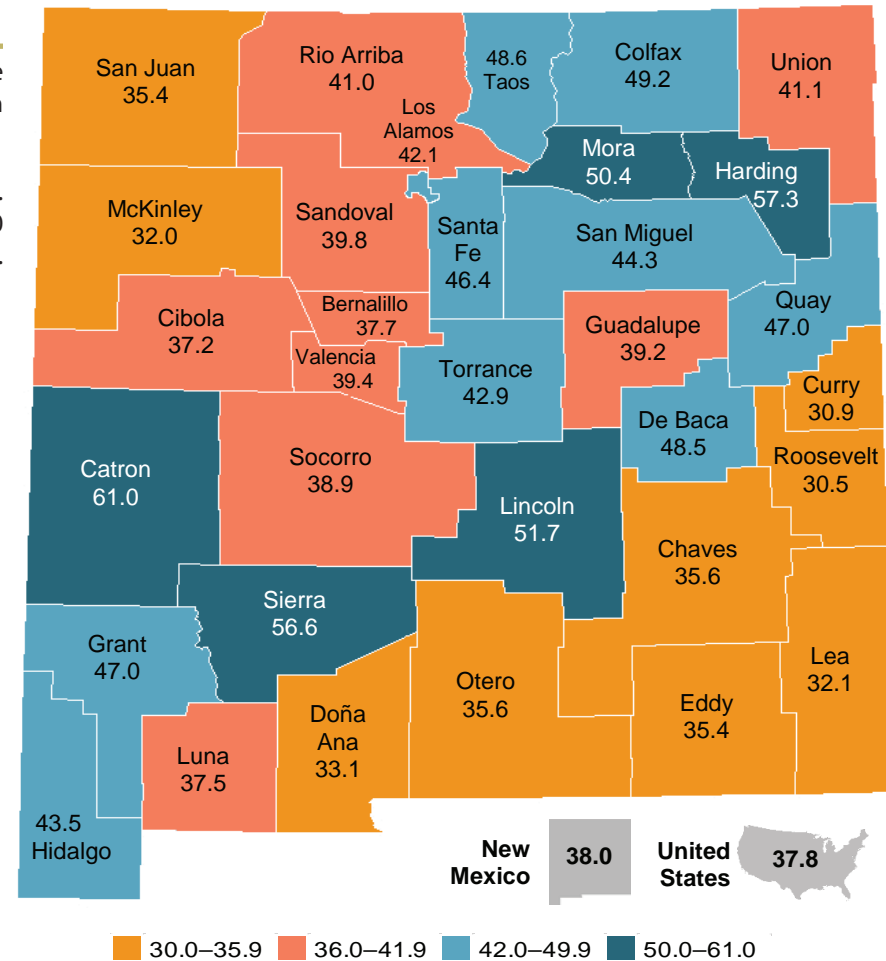 San Juan
35.4
Rio Arriba
41.0
Los
Alamos
42.1
48.6
Taos
Colfax
49.2
Union
41.1
Mora
50.4
Harding
57.3
McKinley
32.0
Sandoval
39.8
Santa
Fe
46.4
San Miguel
44.3
Quay
47.0
Cibola
37.2
Bernalillo
37.7
Valencia
39.4
Torrance
42.9
Guadalupe
39.2
Curry
30.9
De Baca
48.5
Roosevelt
30.5
Catron
61.0
Socorro
38.9
Lincoln
51.7
Chaves
35.6
Sierra
56.6
Grant
47.0
Otero
35.6
Lea
32.1
Eddy
35.4
Doña
Ana
33.1
Luna
37.5
43.5
Hidalgo
New
Mexico
38.0
United
States
37.8
30.0–35.9
36.0–41.9
42.0–49.9
50.0–61.0